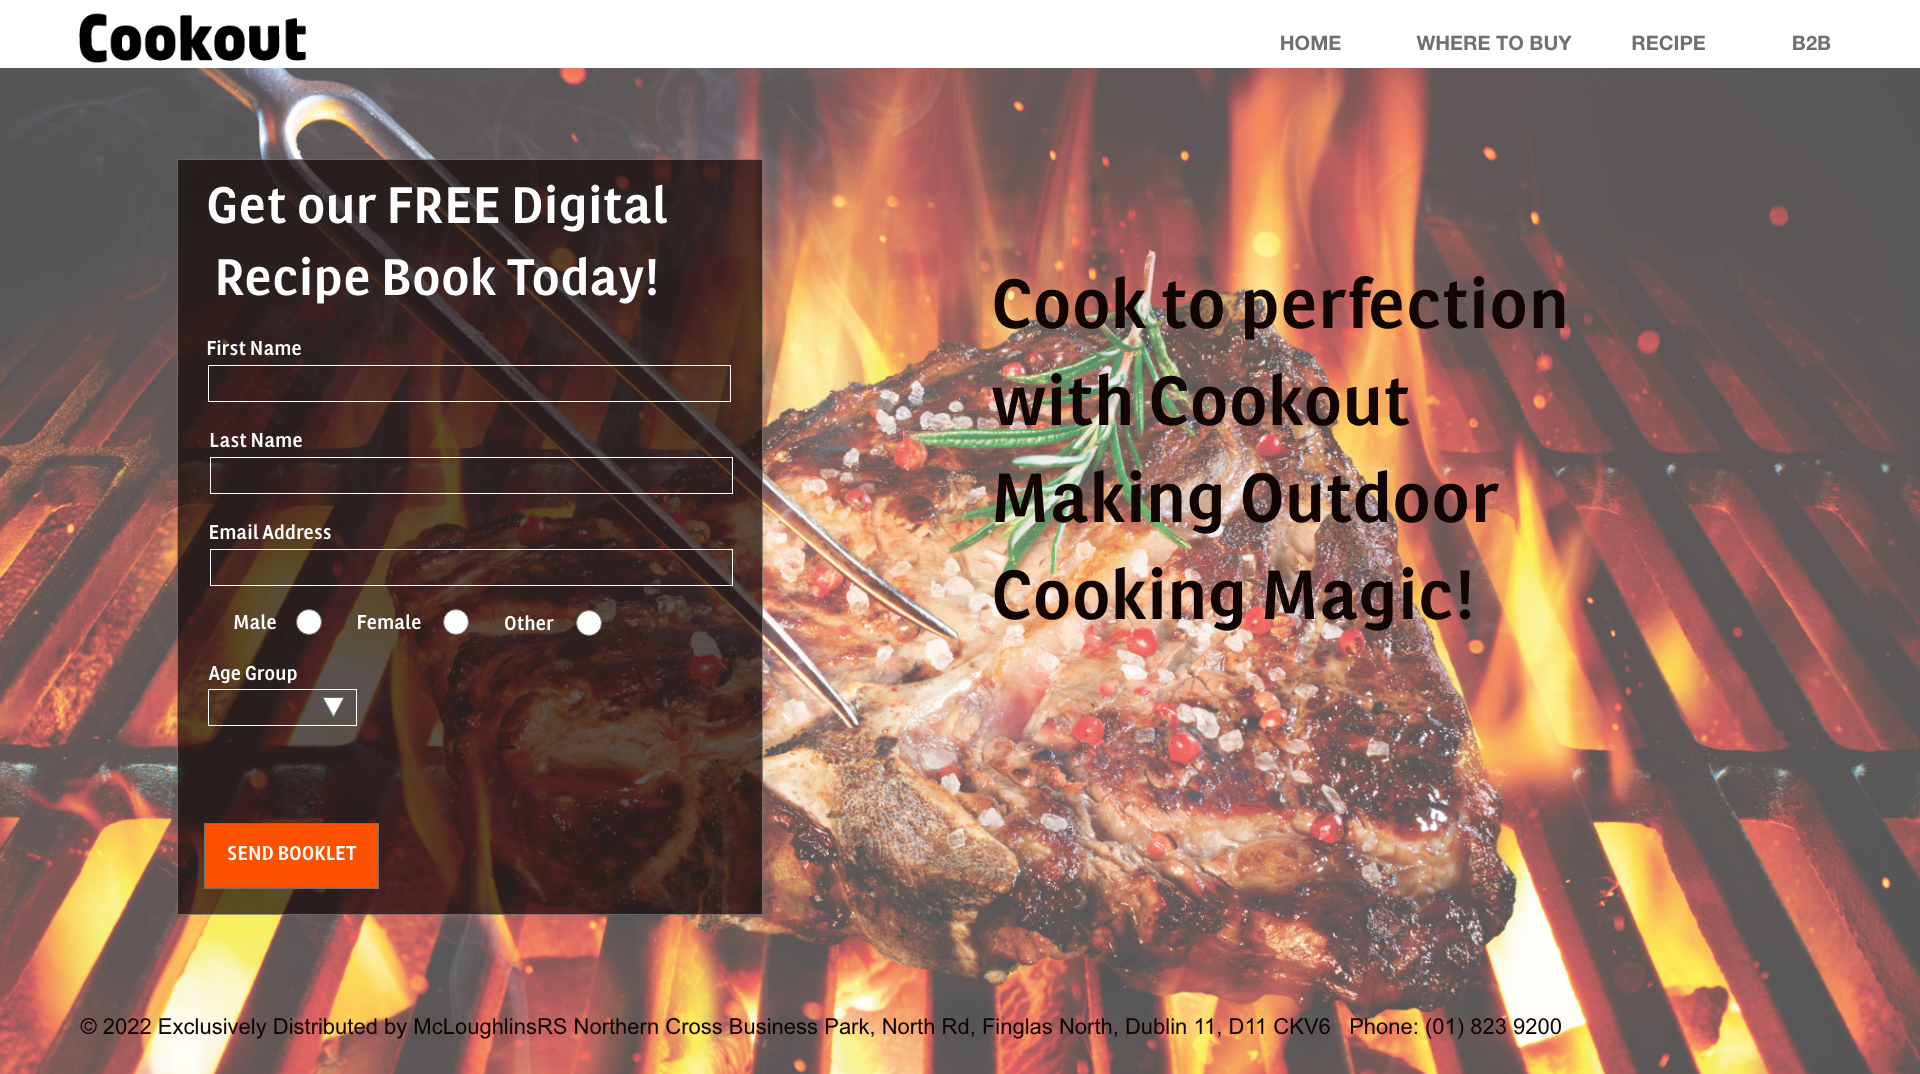 Cookout
HOME WHERE TO BUY RECIPE B2B
Get our FREE Digital
Recipe Book Today!
First Name
Last Name
Email Address
Male Female Other
Age Group
SEND BOOKLET
Cook to perfection
with Cookout
Making Outdoor
Cooking Magic!
© 2022 Exclusively Distributed by McLoughlinsRS Northern Cross Business Park, North Rd, Finglas North, Dublin 11, D11 CKV6 Phone: (01) 823 9200